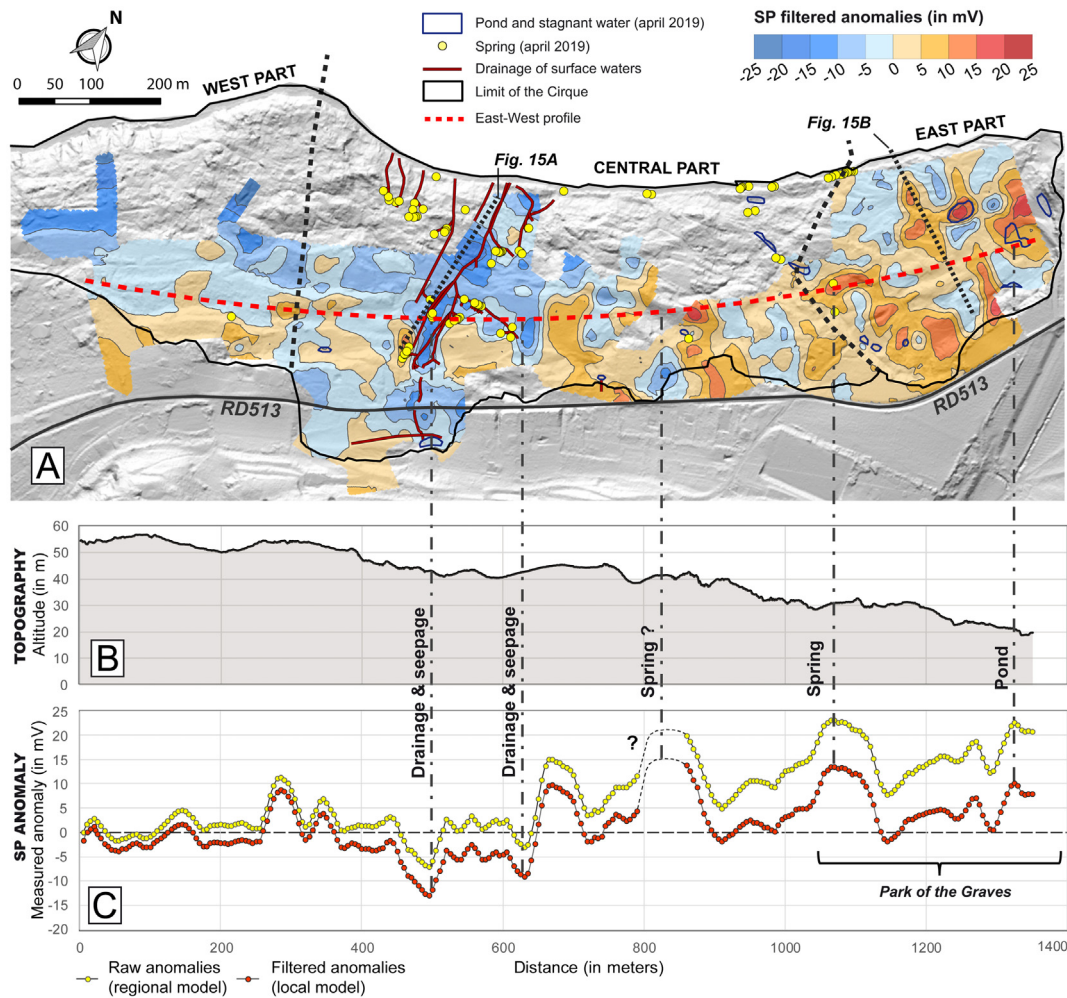 N
0 50 100 200 m
Pond and stagnant water (april 2019)
Spring (april 2019)
Drainage of surface waters
Limit of the Cirque
East-West profile
SP filtered anomalies (in mV)
-25 -20 -15 -10 -5 0 5 10 15 20 25
WEST PART
Fig. 15A
CENTRAL PART
Fig. 15B
EAST PART
RD513
RD513
A
TOPOGRAPHY
Altitude (in m)
60
50
40
30
20
10
0
B
Drainage & seepage
Drainage & seepage
Spring ?
Spring
Pond
SP ANOMALY
Measured anomaly (in mV)
25
20
15
10
5
0
-5
-10
-15
-20
C
?
Park of the Graves
0 200 400 600 800 1000 1200 1400
Distance (in meters)
Raw anomalies
(regional model)
Filtered anomalies
(local model)